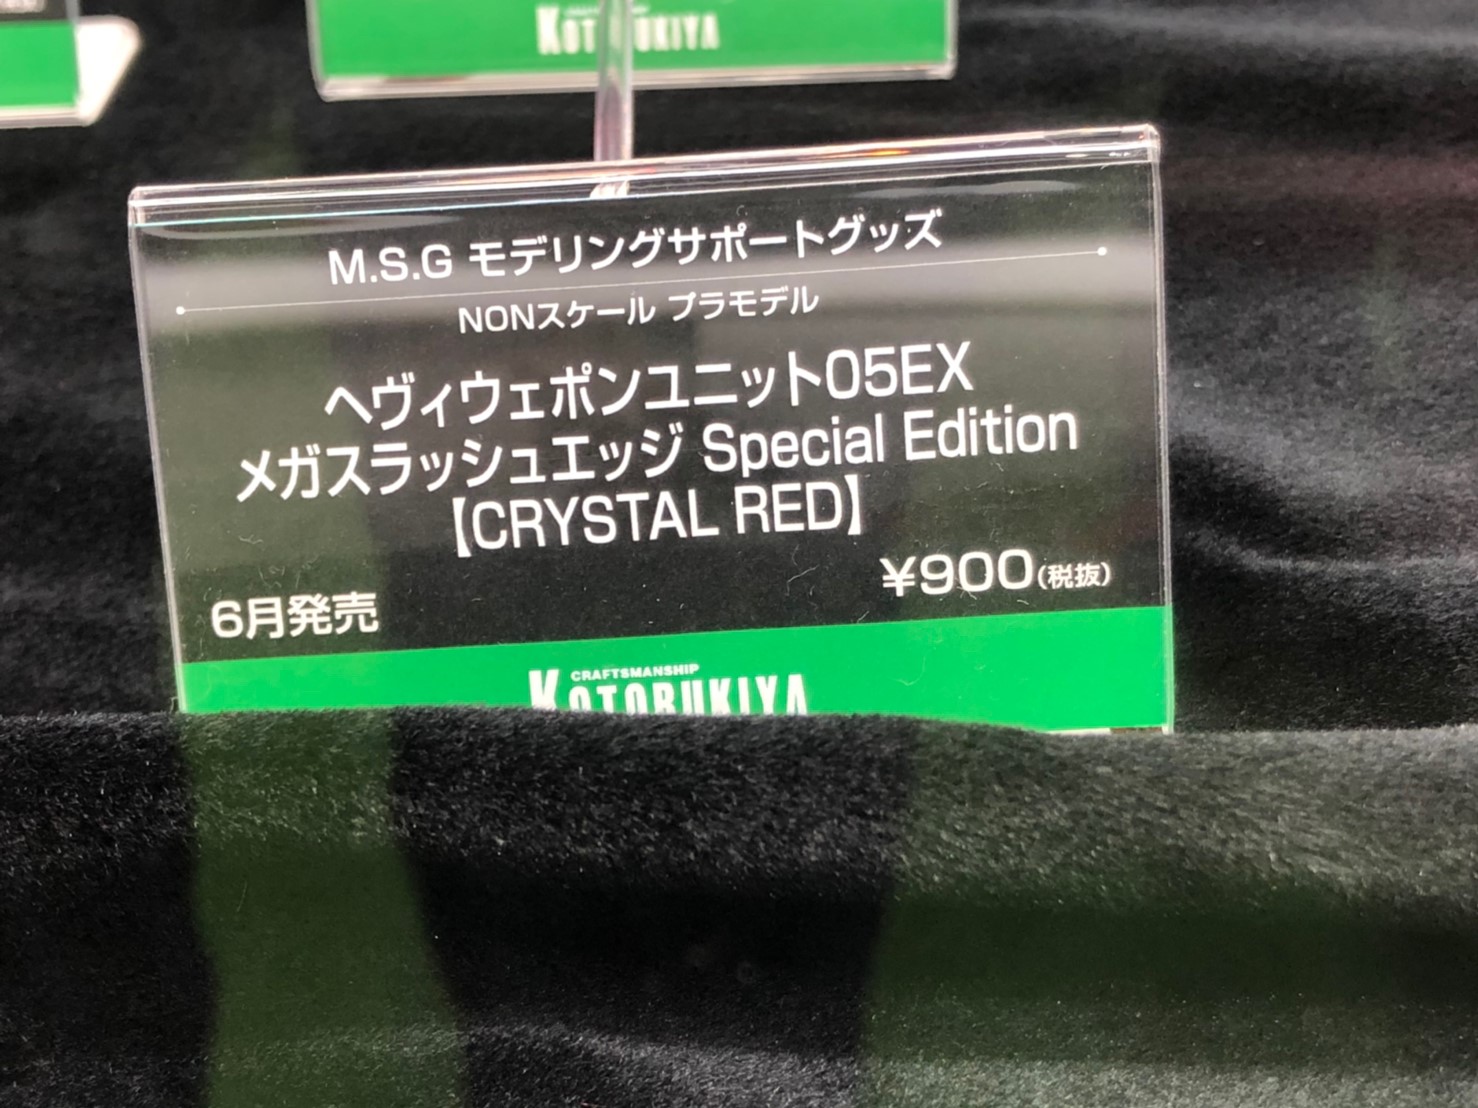 KOTOBUKIYA
M.S.G モデリングサポートグッズ
NONスケール プラモデル
ヘヴィウェポンユニット05EX
メガスラッシュエッジ Special Edition
【CRYSTAL RED】
¥900(税抜)
6月発売
CRAFTSMANSHIP
KOTOBUKIYA